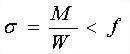 σ = M/W < f